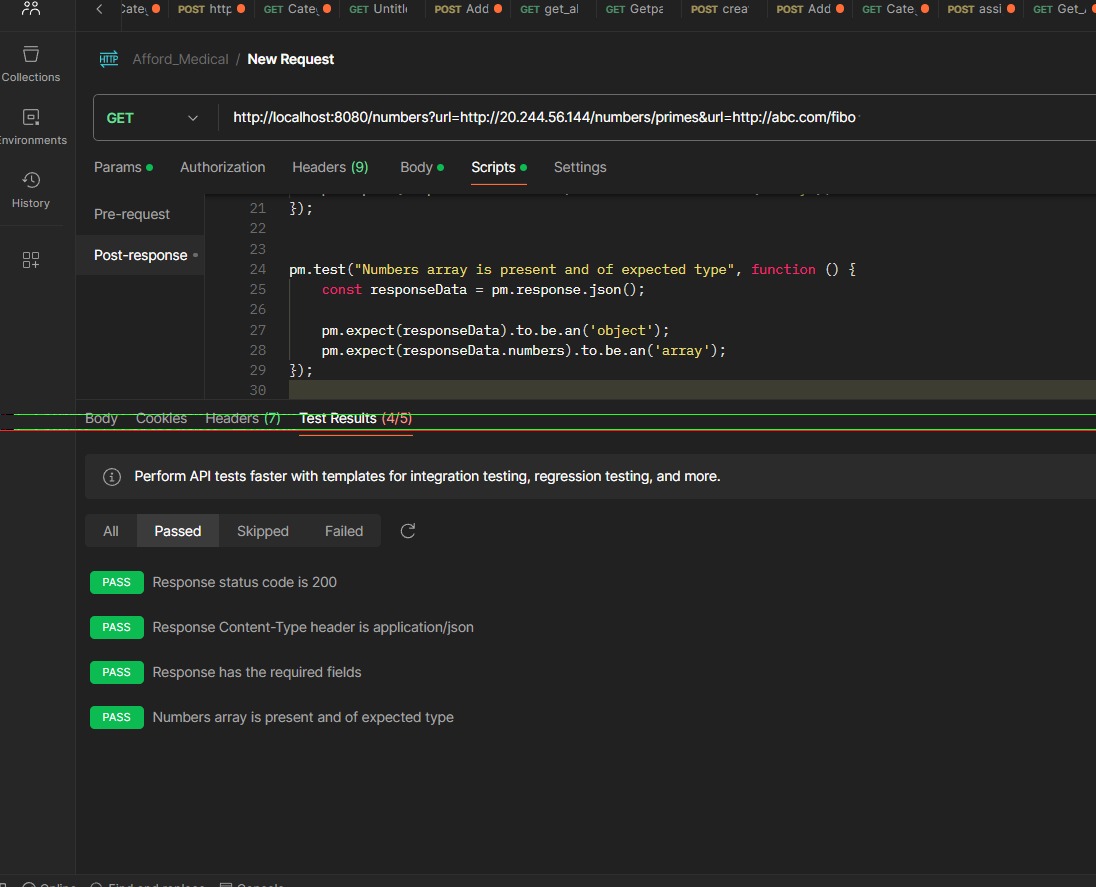 POST http GET Cate GET Untitle POST Add GET get_al GET Getpa POST crea POST Add GET Cate POST assi GET Get_
Collections
Environments
History
Afford_Medical / New Request
GET http://localhost:8080/numbers?url=http://20.244.56.144/numbers/primes&url=http://abc.com/fibo
Params Authorization Headers (9) Body Scripts Settings
Pre-request
Post-response
21 });
22
23
24 pm.test("Numbers array is present and of expected type", function () {
25 const responseData = pm.response.json();
26
27 pm.expect(responseData).to.be.an('object');
28 pm.expect(responseData.numbers).to.be.an('array');
29 });
30
Body Cookies Headers (7) Test Results (4/5)
Perform API tests faster with templates for integration testing, regression testing, and more.
All Passed Skipped Failed
PASS Response status code is 200
PASS Response Content-Type header is application/json
PASS Response has the required fields
PASS Numbers array is present and of expected type
Online Find and replace Console